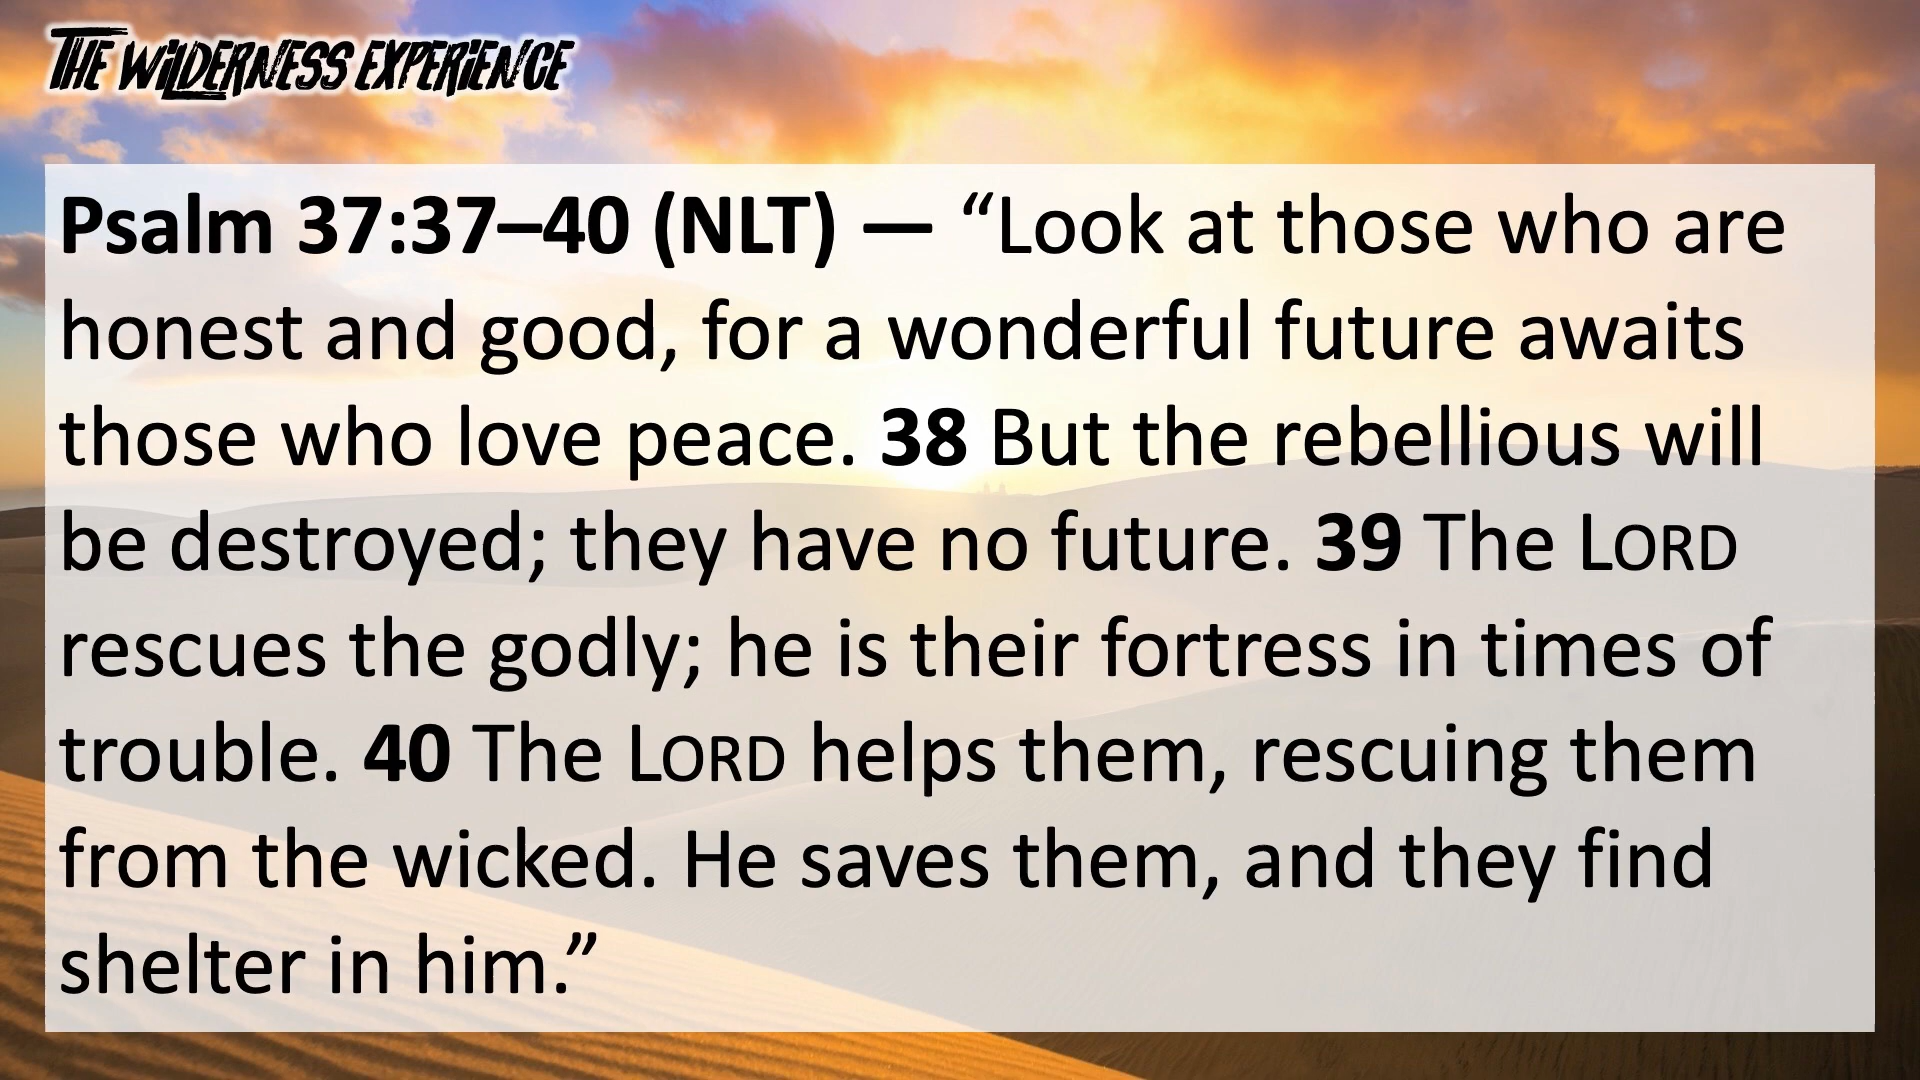 THE WILDERNESS EXPERIENCE
Psalm 37:37–40 (NLT) — “Look at those who are
honest and good, for a wonderful future awaits
those who love peace. 38 But the rebellious will
be destroyed; they have no future. 39 The LORD
rescues the godly; he is their fortress in times of
trouble. 40 The LORD helps them, rescuing them
from the wicked. He saves them, and they find
shelter in him.”